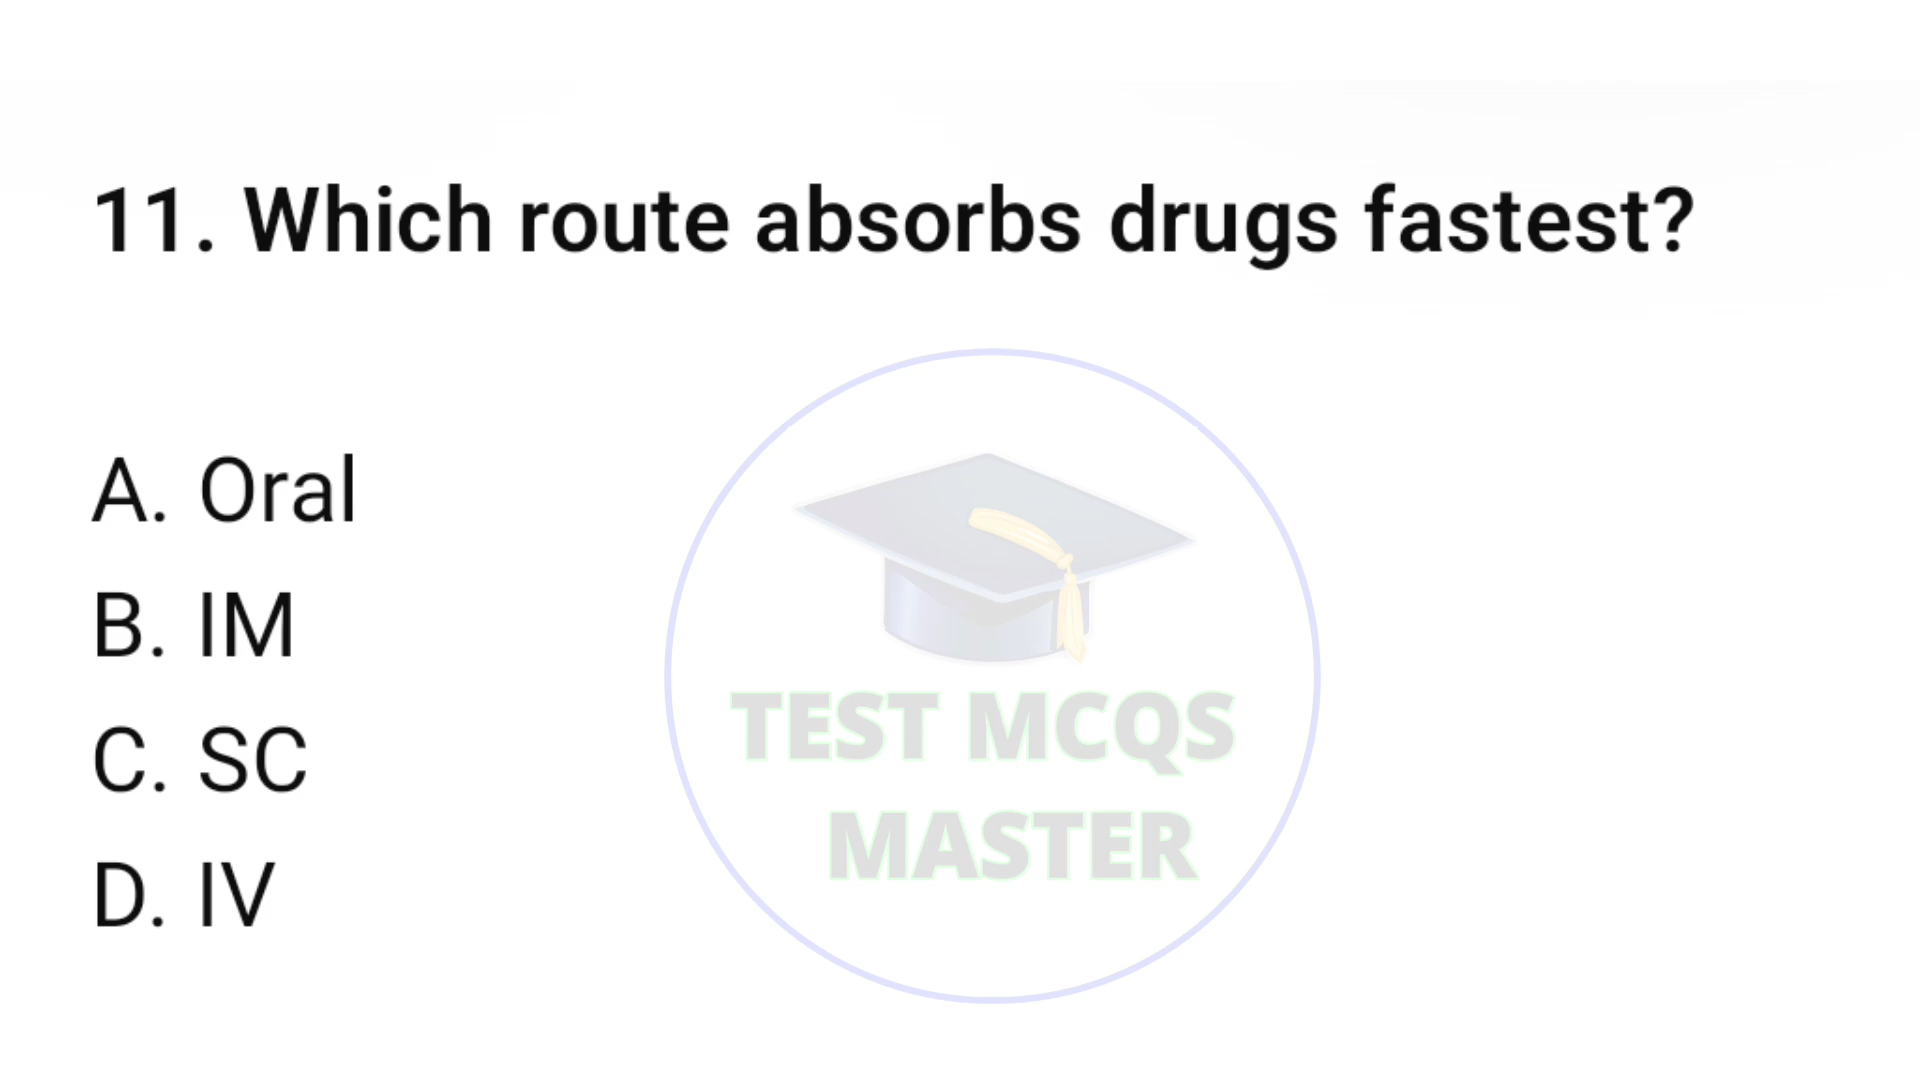 11. Which route absorbs drugs fastest?
A. Oral
B. IM
C. SC
D. IV
TEST MCQS
MASTER